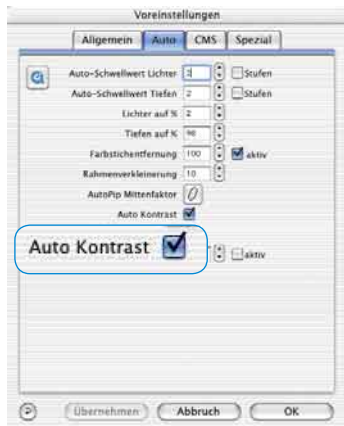 Voreinstellungen
Allgemein Auto CMS Spezial
Auto-Schwellwert Lichter 2 Stufen
Auto-Schwellwert Tiefen 2 Stufen
Lichter auf % 2
Tiefen auf % 98
Farbstichentfernung 100 aktiv
Rahmenverkleinerung 10
AutoPip Mittenfaktor
Auto Kontrast
Auto Kontrast aktiv
Übernehmen Abbruch OK